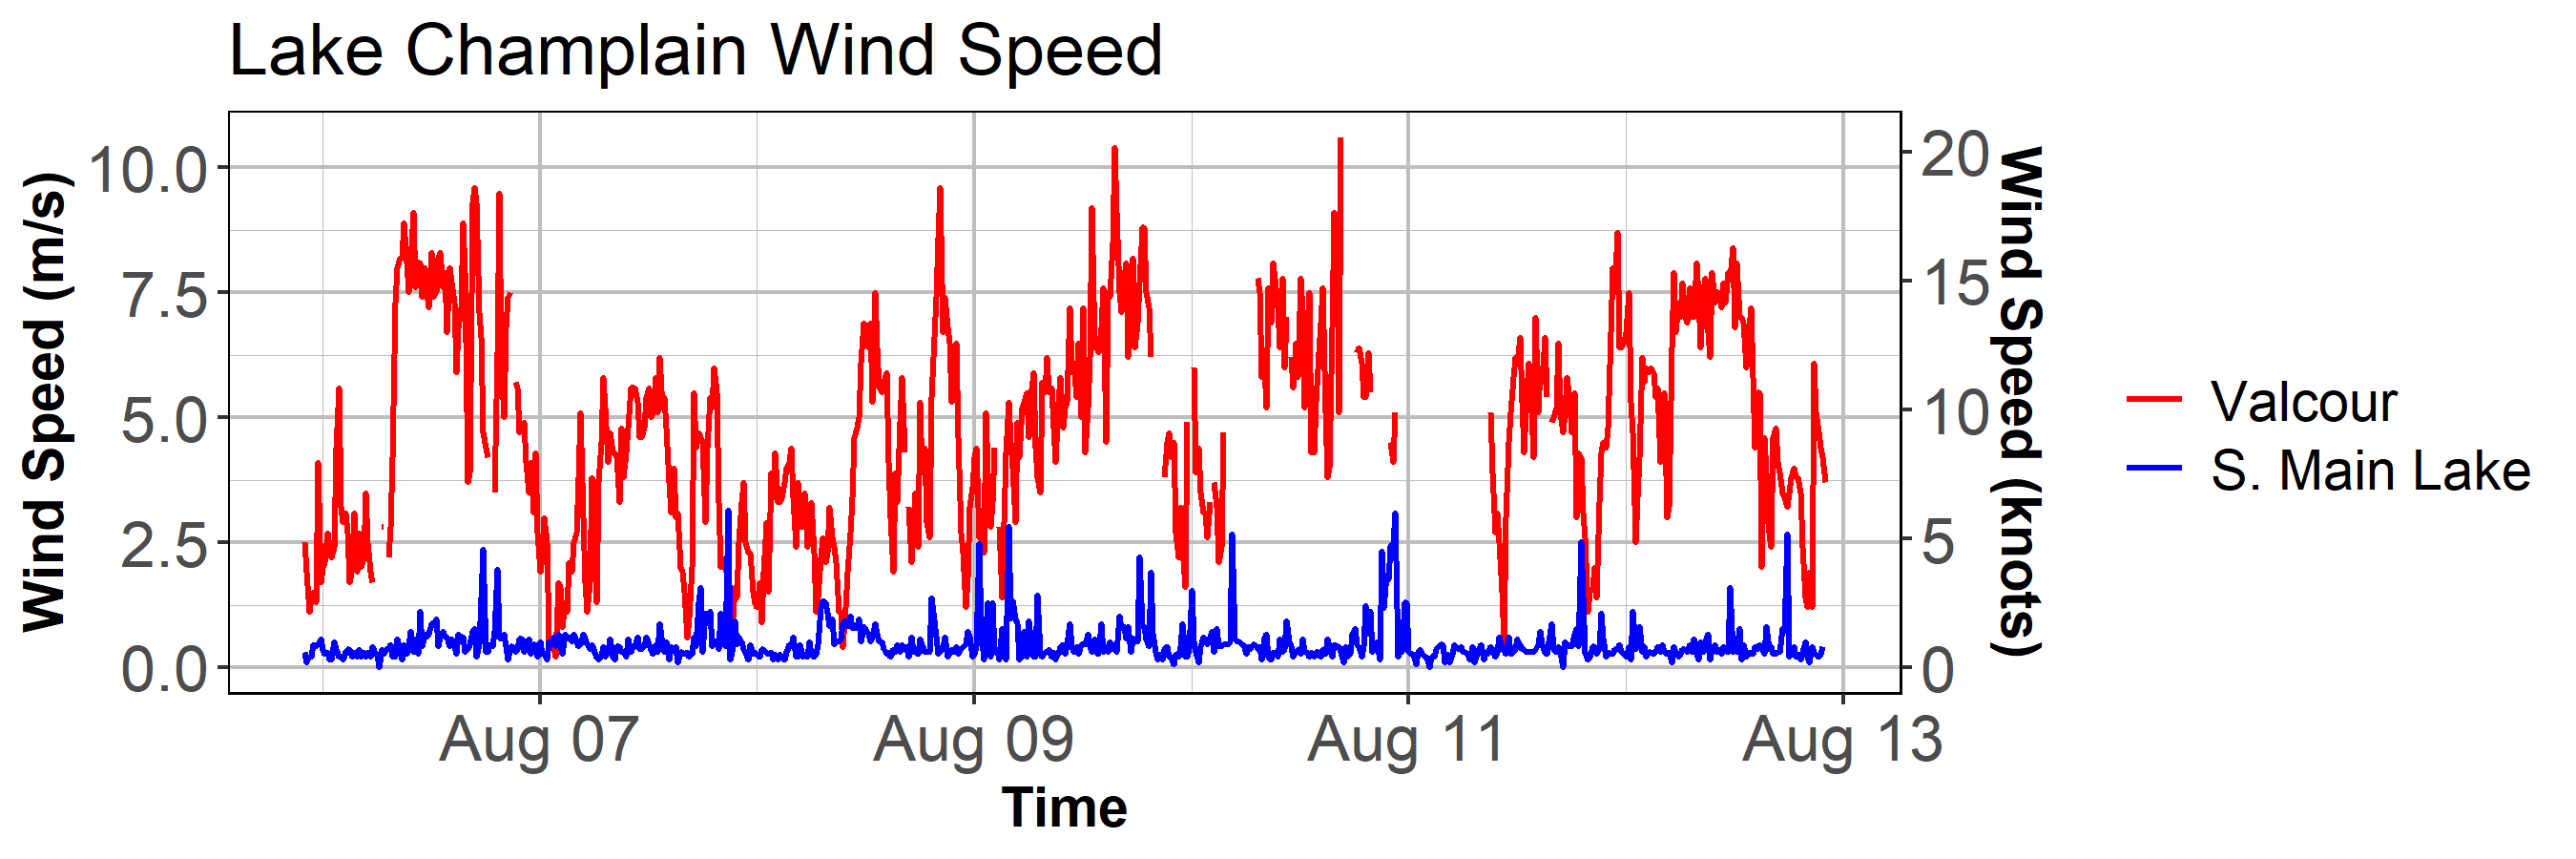 Lake Champlain Wind Speed
Wind Speed (m/s)
10.0
7.5
5.0
2.5
0.0
20
15
10
5
0
Wind Speed (knots)
Aug 07
Aug 09
Aug 11
Aug 13
Time
Valcour
S. Main Lake